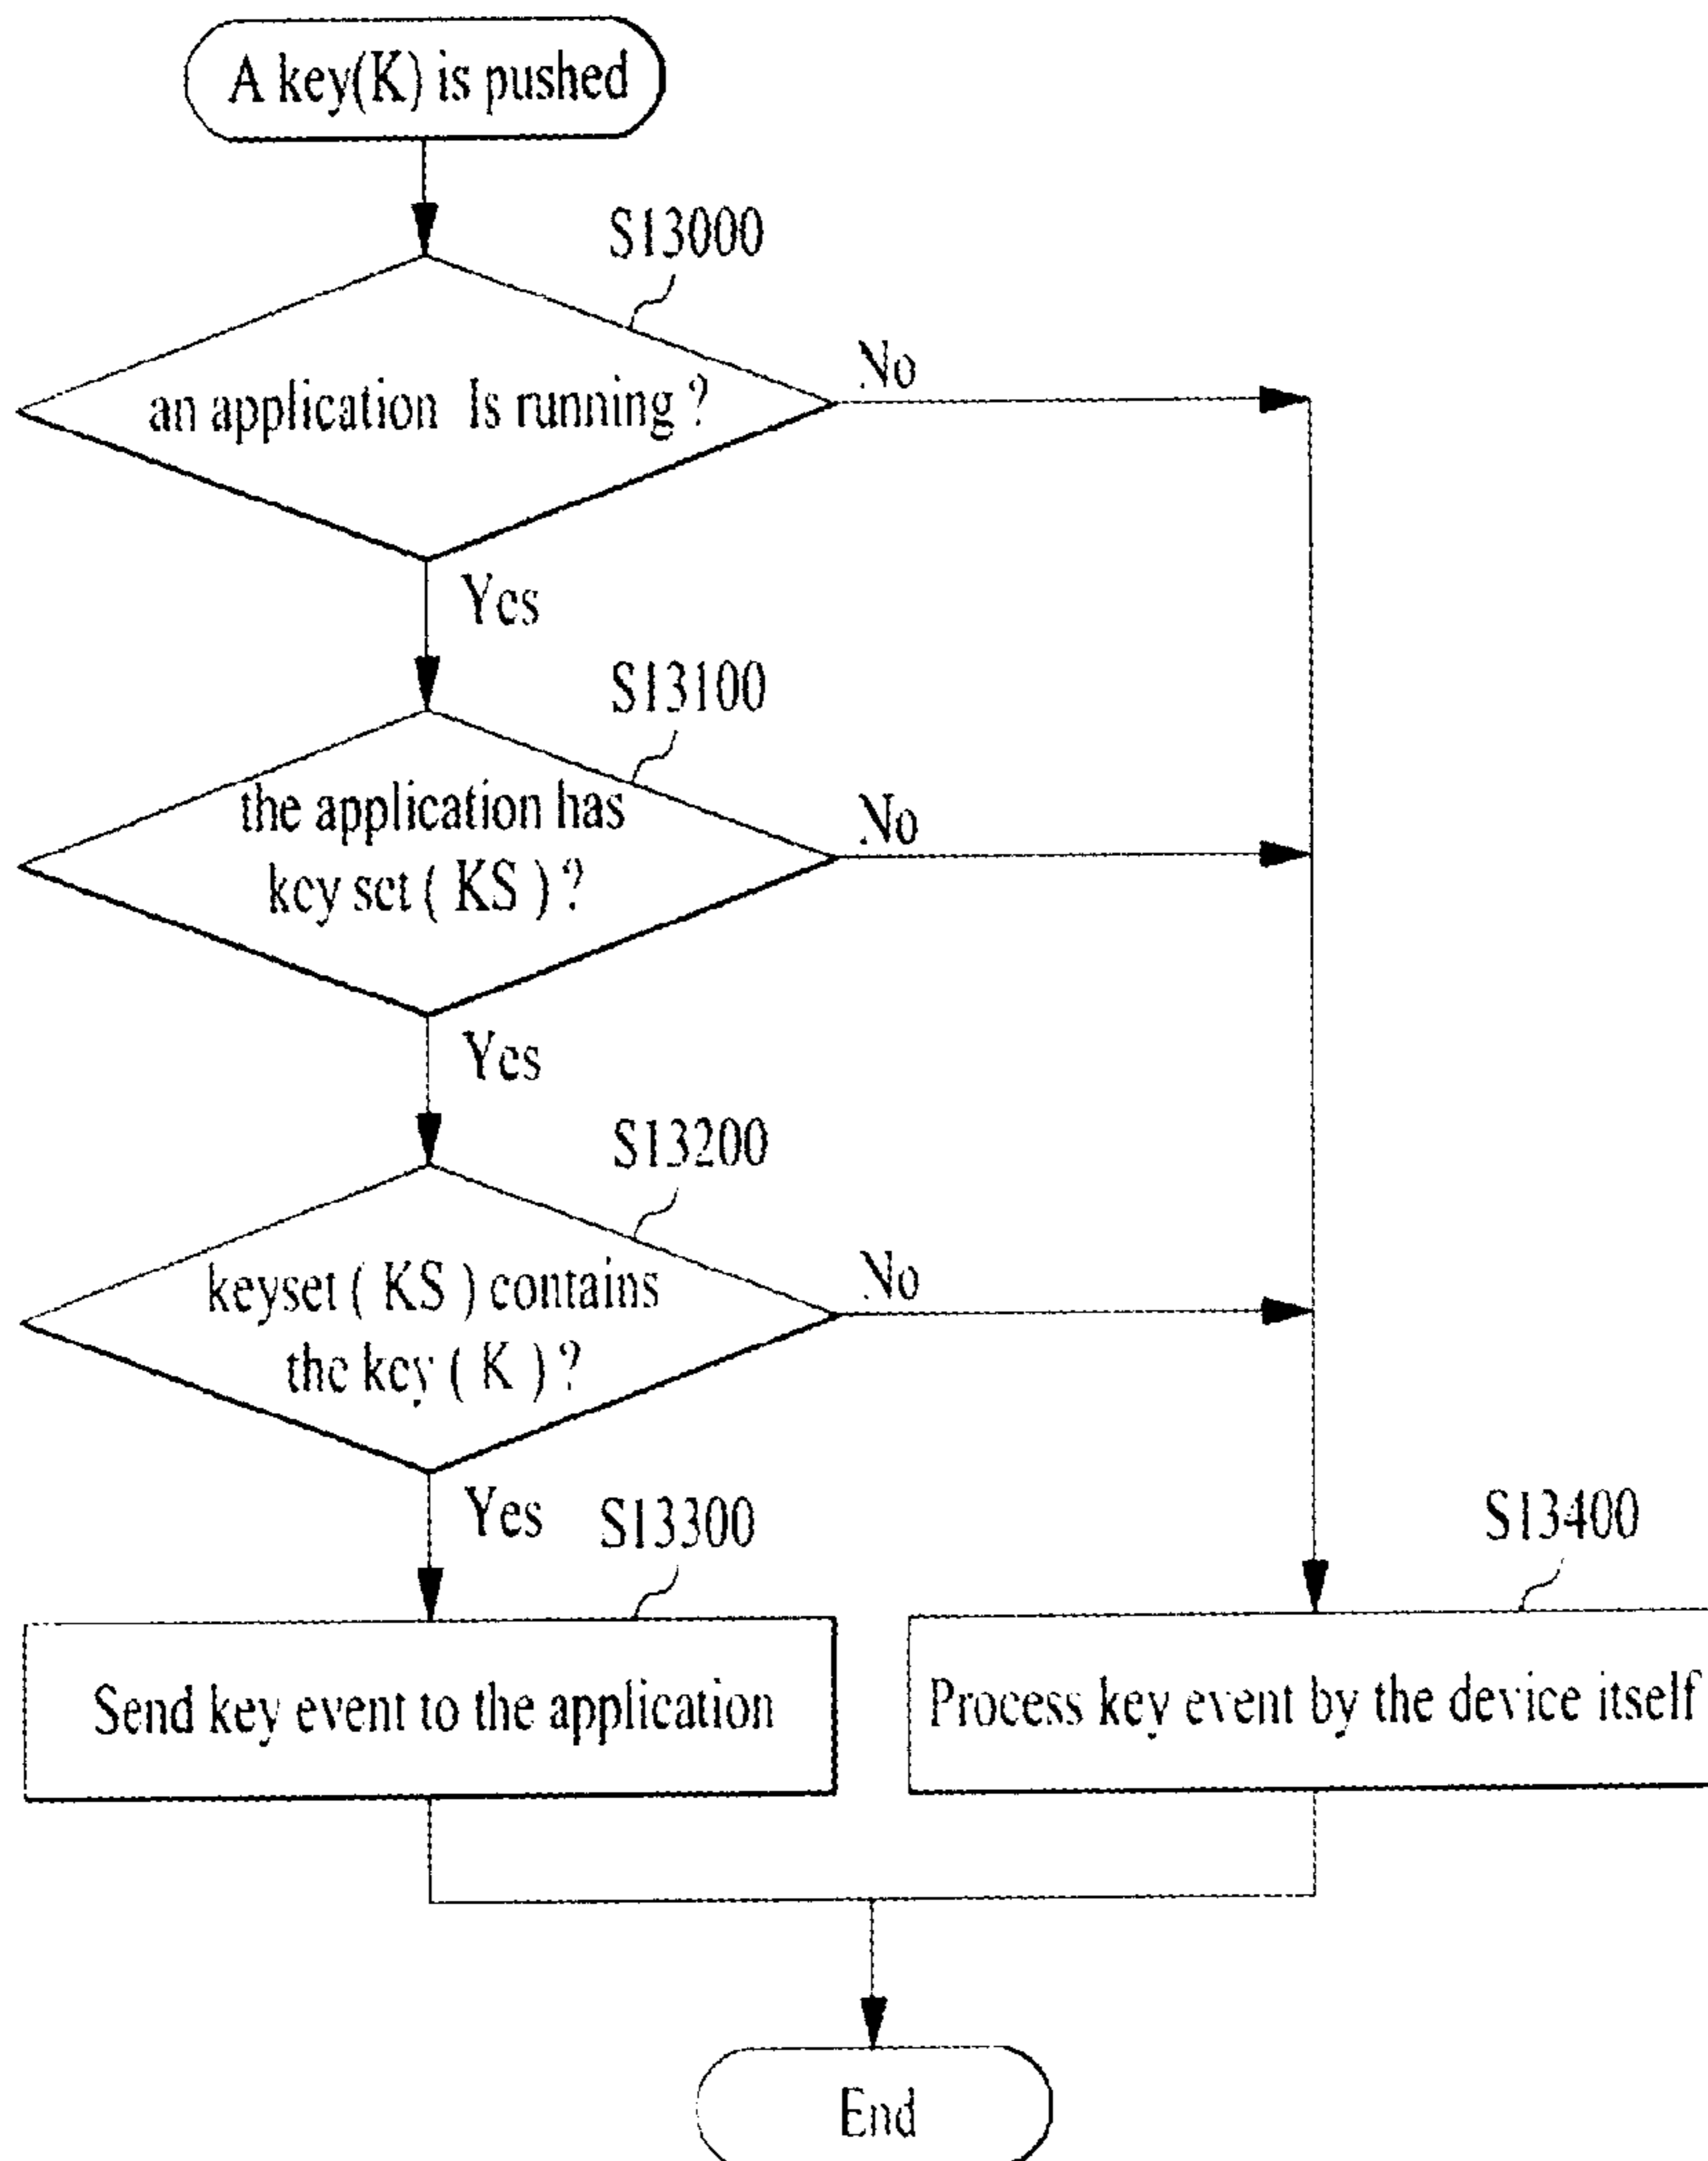 A key(K) is pushed
S13000
an application Is running ?
No
Yes
S13100
the application has
key set ( KS ) ?
No
Yes
S13200
keyset ( KS ) contains
the key ( K ) ?
No
Yes
S13300
S13400
Send key event to the application
Process key event by the device itself
End